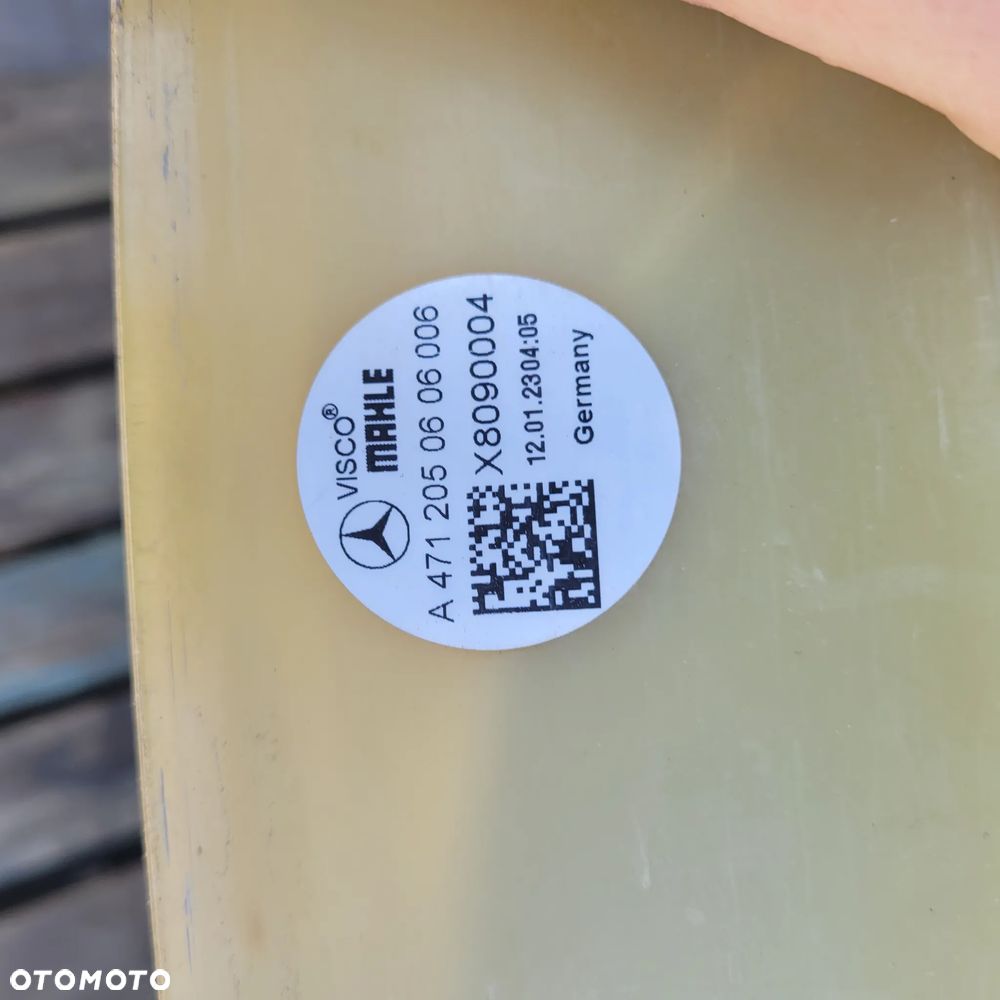 VISCO®
MAHLE
A 471 205 06 06 006
X8090004
12.01.2304:05
Germany
OTOMOTO